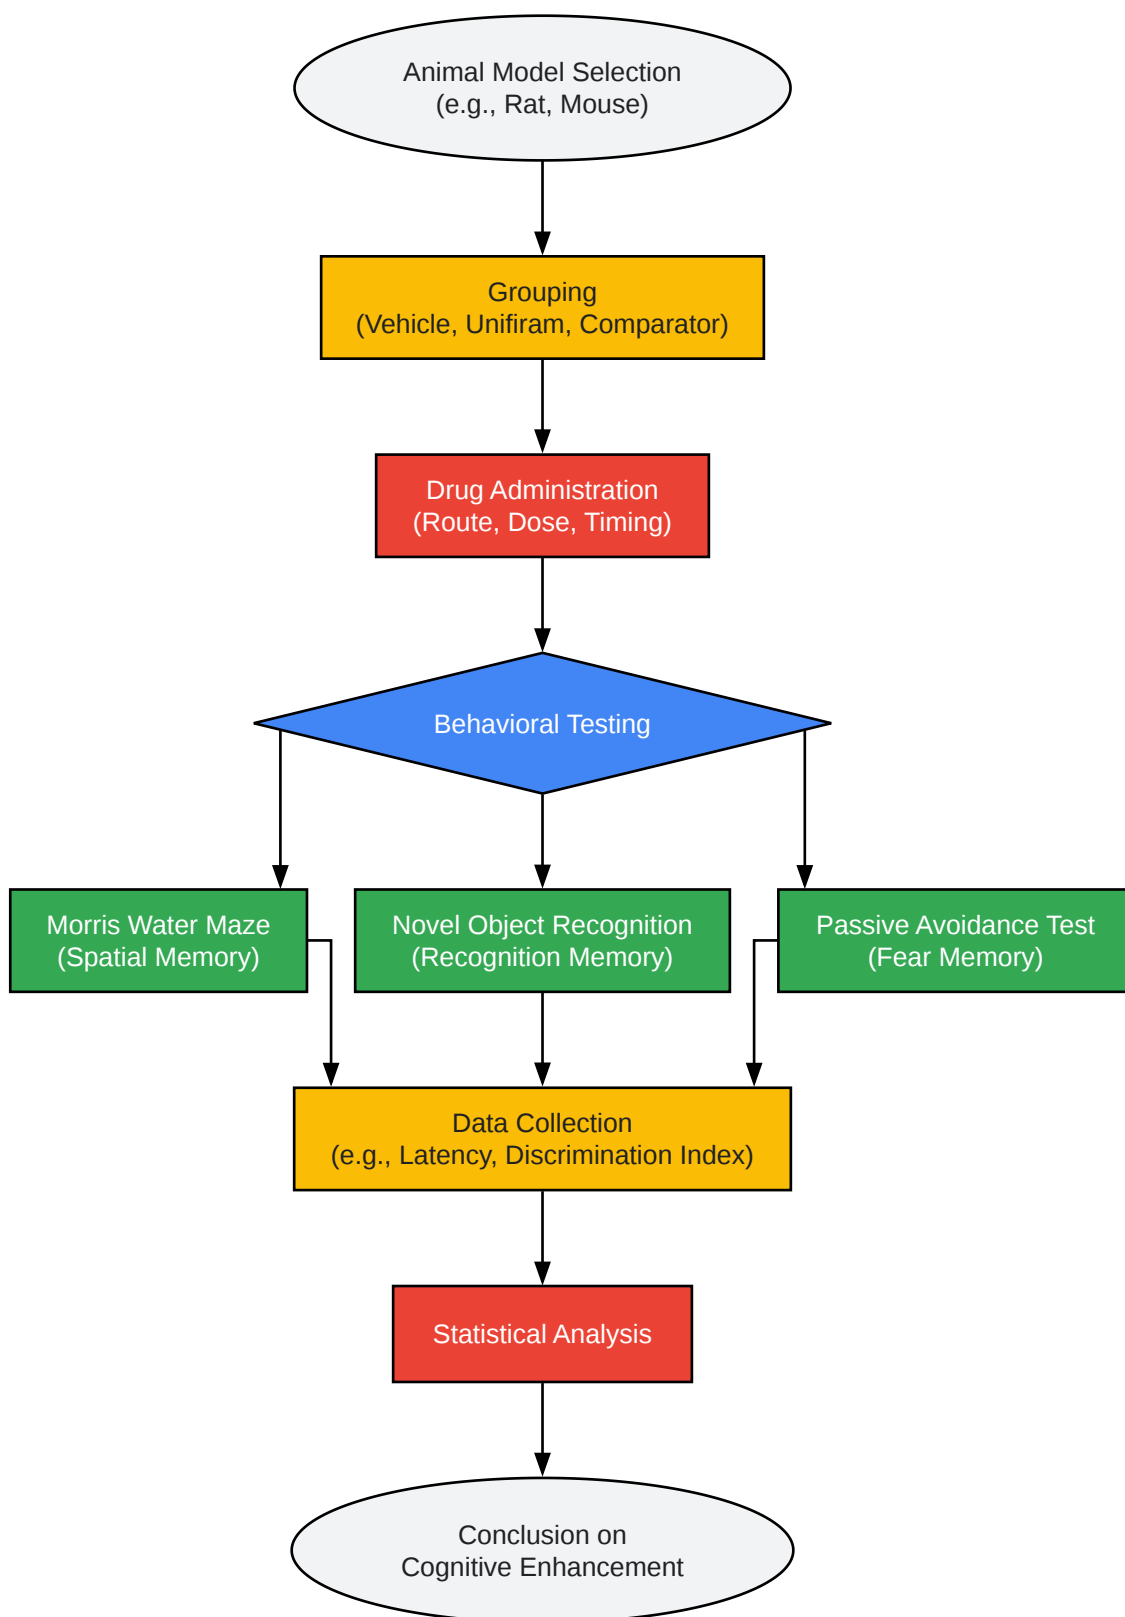 Animal Model Selection
(e.g., Rat, Mouse)
Grouping
(Vehicle, Unifiram, Comparator)
Drug Administration
(Route, Dose, Timing)
Behavioral Testing
Morris Water Maze
(Spatial Memory)
Novel Object Recognition
(Recognition Memory)
Passive Avoidance Test
(Fear Memory)
Data Collection
(e.g., Latency, Discrimination Index)
Statistical Analysis
Conclusion on
Cognitive Enhancement